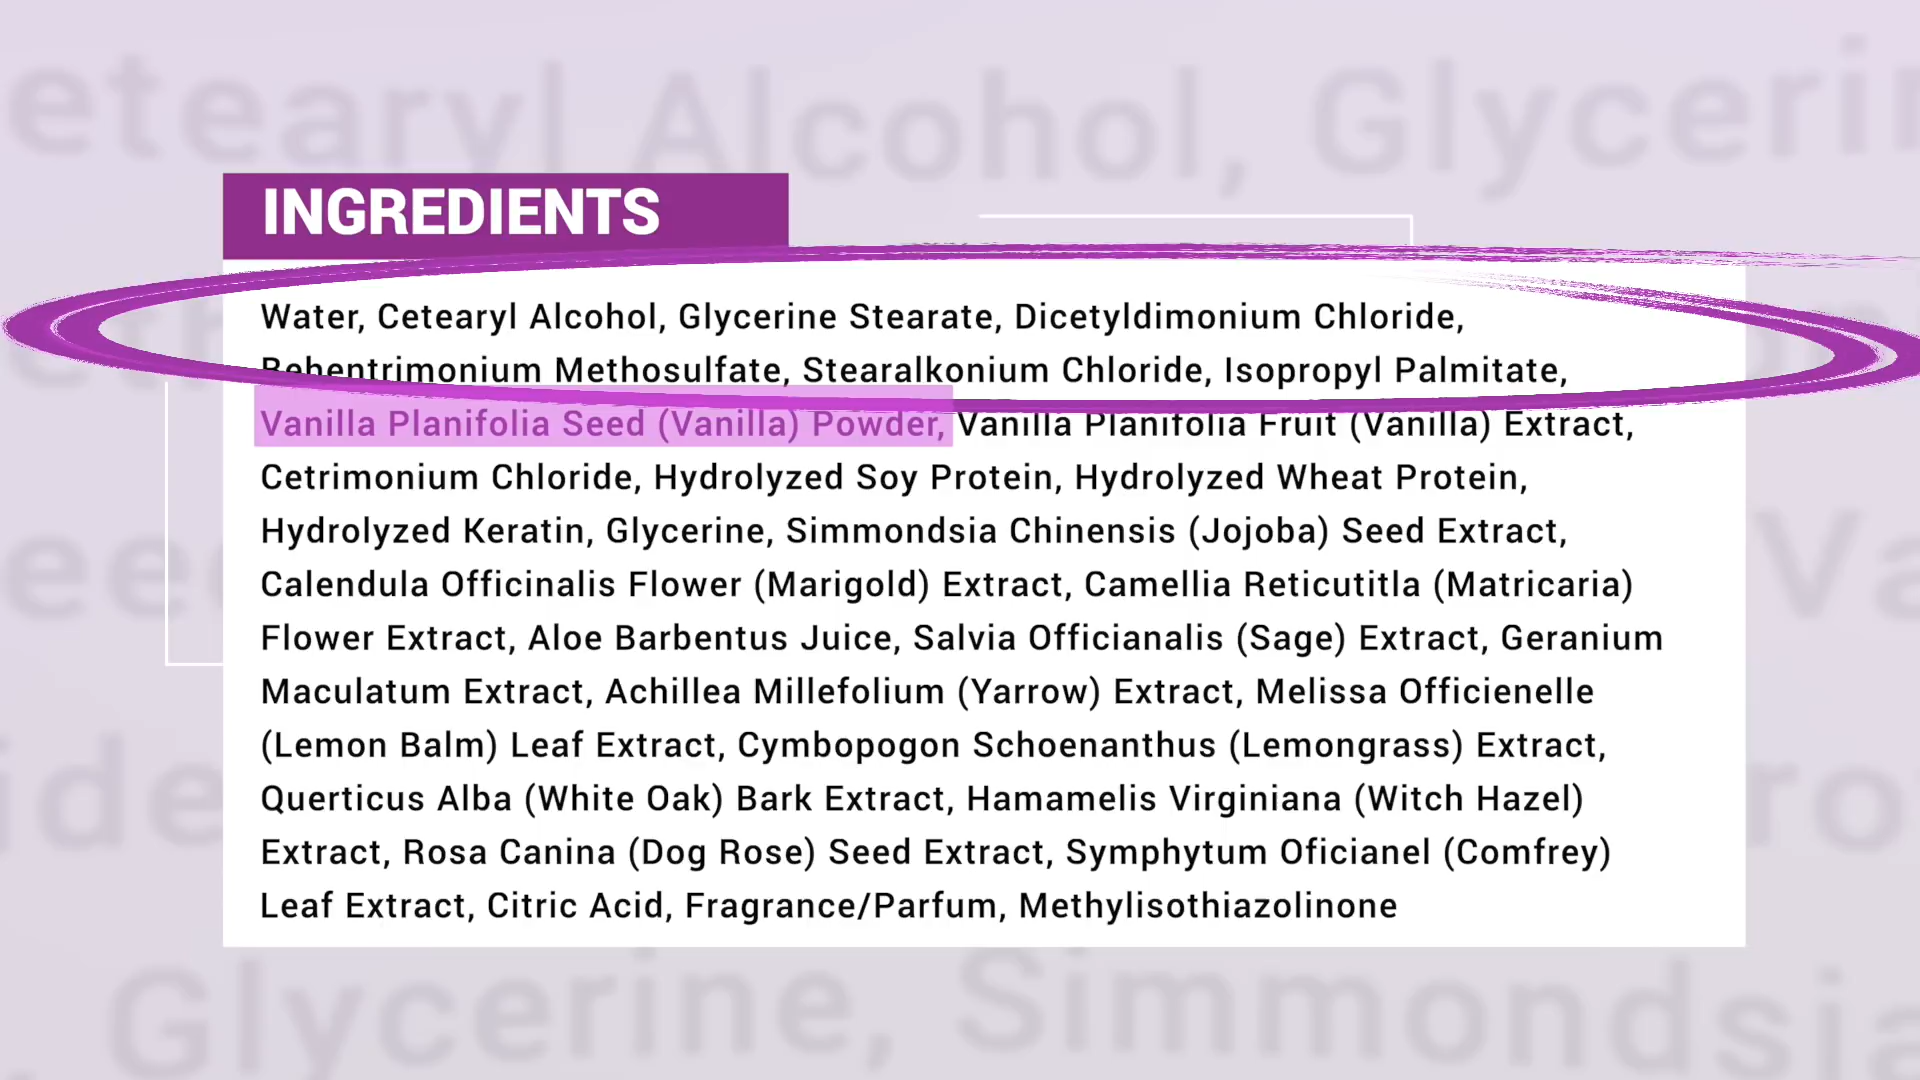 etearyl Alcohol, Glycerin
INGREDIENTS
Water, Cetearyl Alcohol, Glycerine Stearate, Dicetyldimonium Chloride,
Behentrimonium Methosulfate, Stearalkonium Chloride, Isopropyl Palmitate,
Vanilla Planifolia Seed (Vanilla) Powder, Vanilla Planifolia Fruit (Vanilla) Extract,
Cetrimonium Chloride, Hydrolyzed Soy Protein, Hydrolyzed Wheat Protein,
Hydrolyzed Keratin, Glycerine, Simmondsia Chinensis (Jojoba) Seed Extract,
Calendula Officinalis Flower (Marigold) Extract, Camellia Reticutitla (Matricaria)
Flower Extract, Aloe Barbentus Juice, Salvia Officianalis (Sage) Extract, Geranium
Maculatum Extract, Achillea Millefolium (Yarrow) Extract, Melissa Officienelle
(Lemon Balm) Leaf Extract, Cymbopogon Schoenanthus (Lemongrass) Extract,
Querticus Alba (White Oak) Bark Extract, Hamamelis Virginiana (Witch Hazel)
Extract, Rosa Canina (Dog Rose) Seed Extract, Symphytum Oficianel (Comfrey)
Leaf Extract, Citric Acid, Fragrance/Parfum, Methylisothiazolinone
Glycerine, Simmondsia